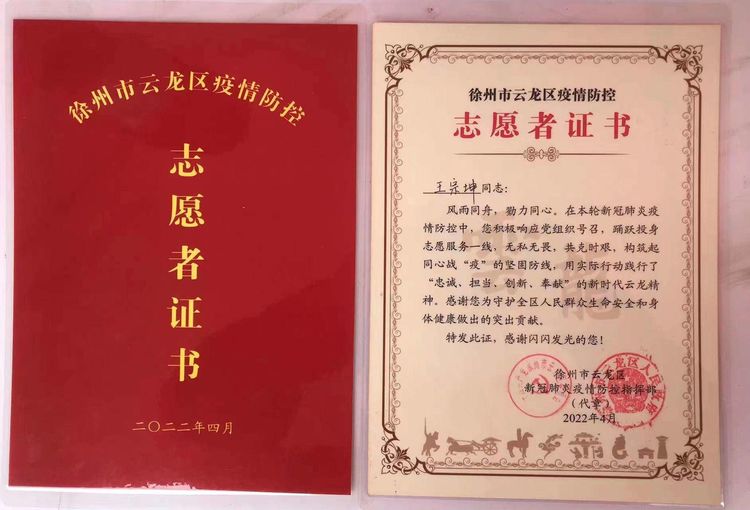 徐州市云龙区疫情防控
志愿者证书
二〇二二年四月
徐州市云龙区疫情防控
志愿者证书
王宗坤同志:
风雨同舟，勠力同心。在本轮新冠肺炎疫
情防控中，您积极响应党组织号召，踊跃投身
志愿服务一线，无私无畏，共克时艰，构筑起
同心战“疫”的坚固防线，用实际行动践行了
“忠诚、担当、创新、奉献”的新时代云龙精
神。感谢您为守护全区人民群众生命安全和身
体健康做出的突出贡献。
特发此证，感谢闪闪发光的您！
徐州市云龙区
新冠肺炎疫情防控指挥部
（代章）
2022年4月